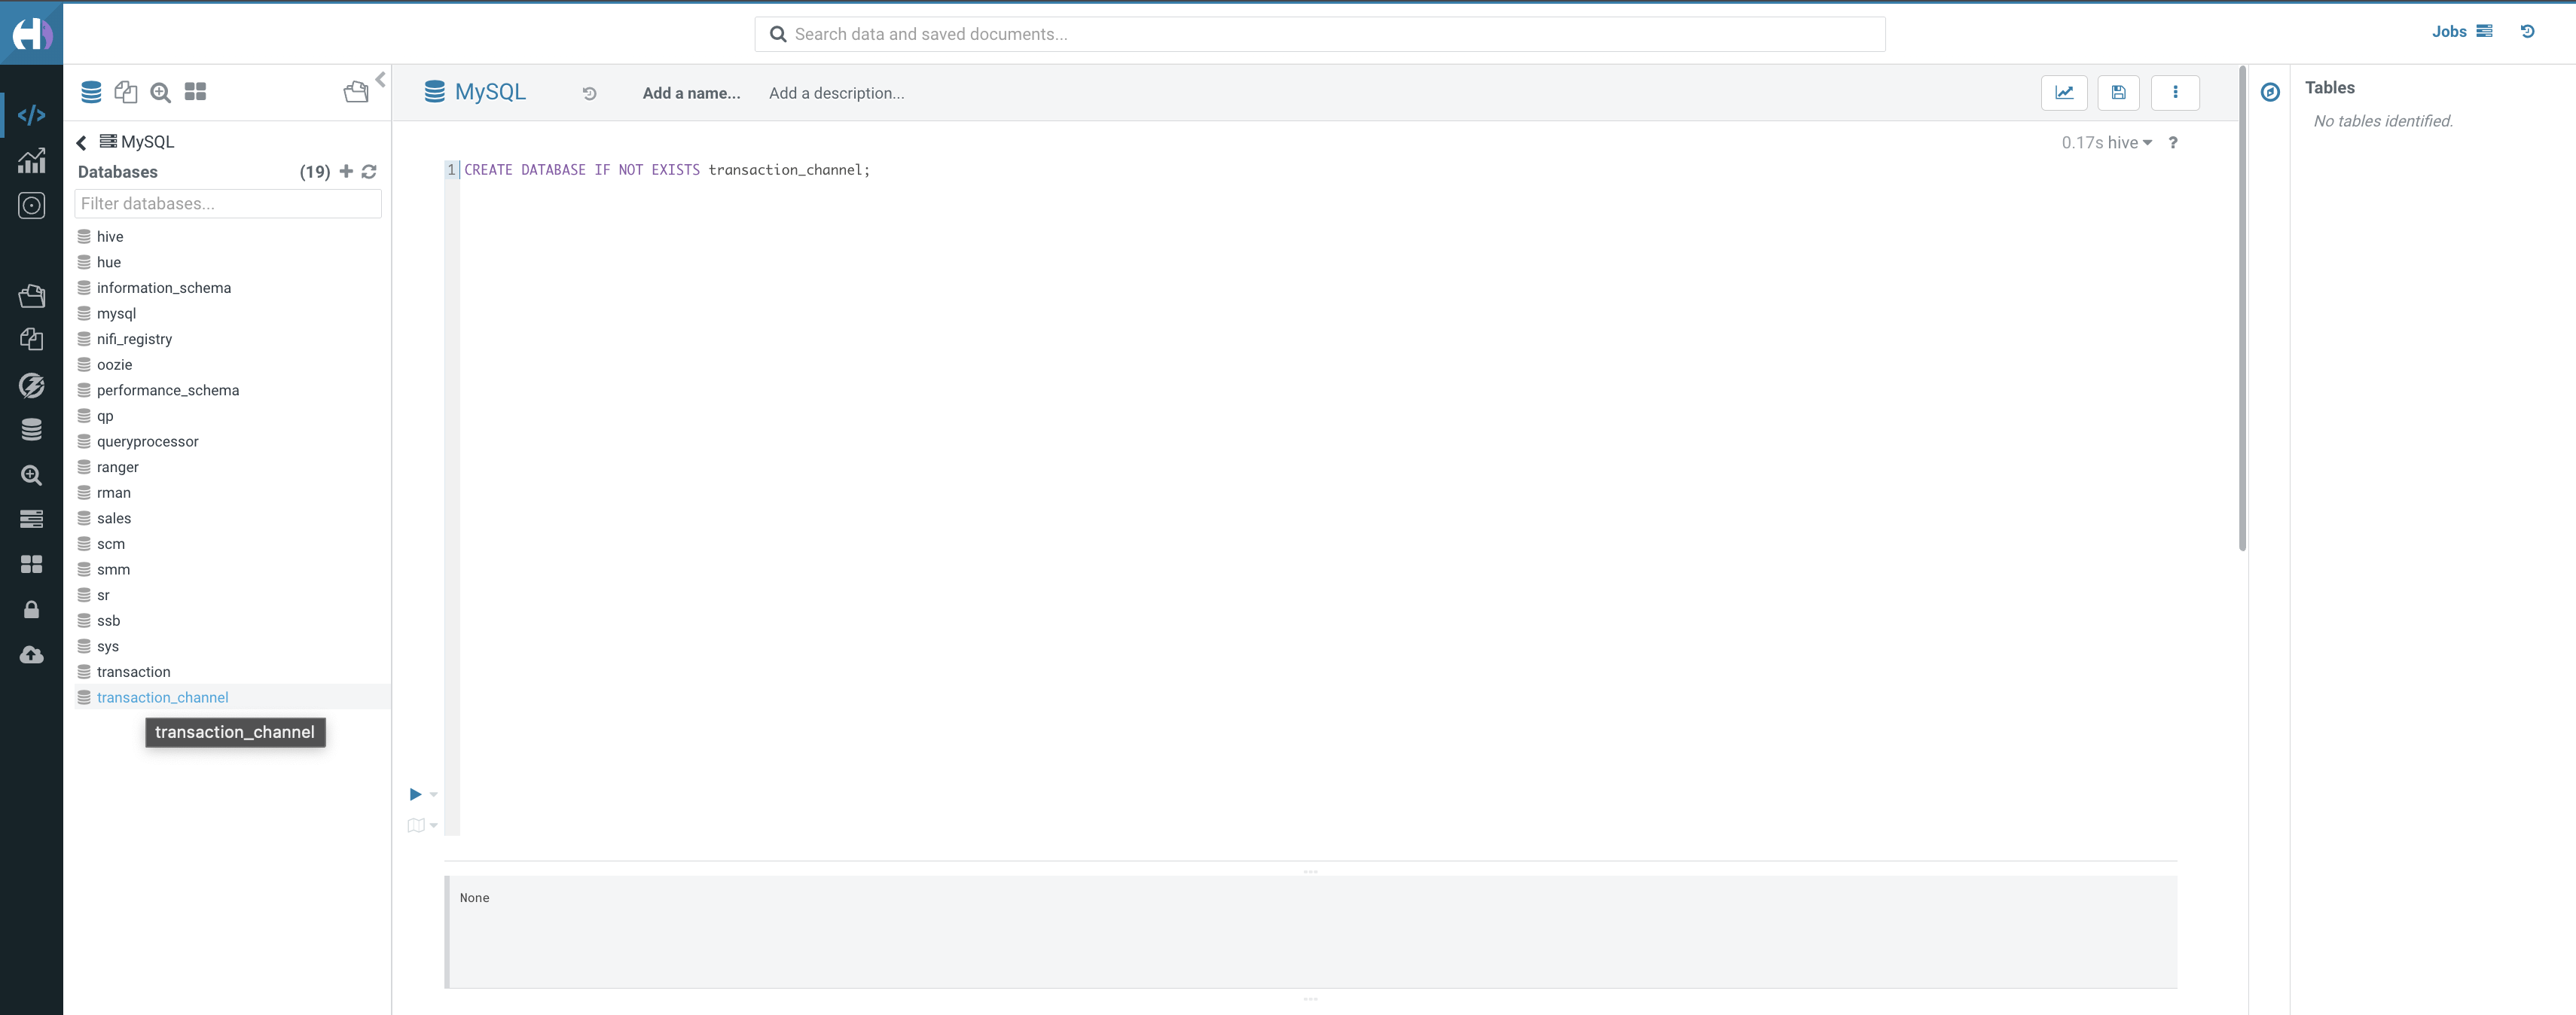 Search data and saved documents...
Jobs
MySQL
Databases (19)
Filter databases...
hive
hue
information_schema
mysql
nifi_registry
oozie
performance_schema
qp
queryprocessor
ranger
rman
sales
scm
smm
sr
ssb
sys
transaction
transaction_channel
transaction_channel
MySQL Add a name... Add a description...
0.17s hive ?
1 CREATE DATABASE IF NOT EXISTS transaction_channel;
None
Tables
No tables identified.